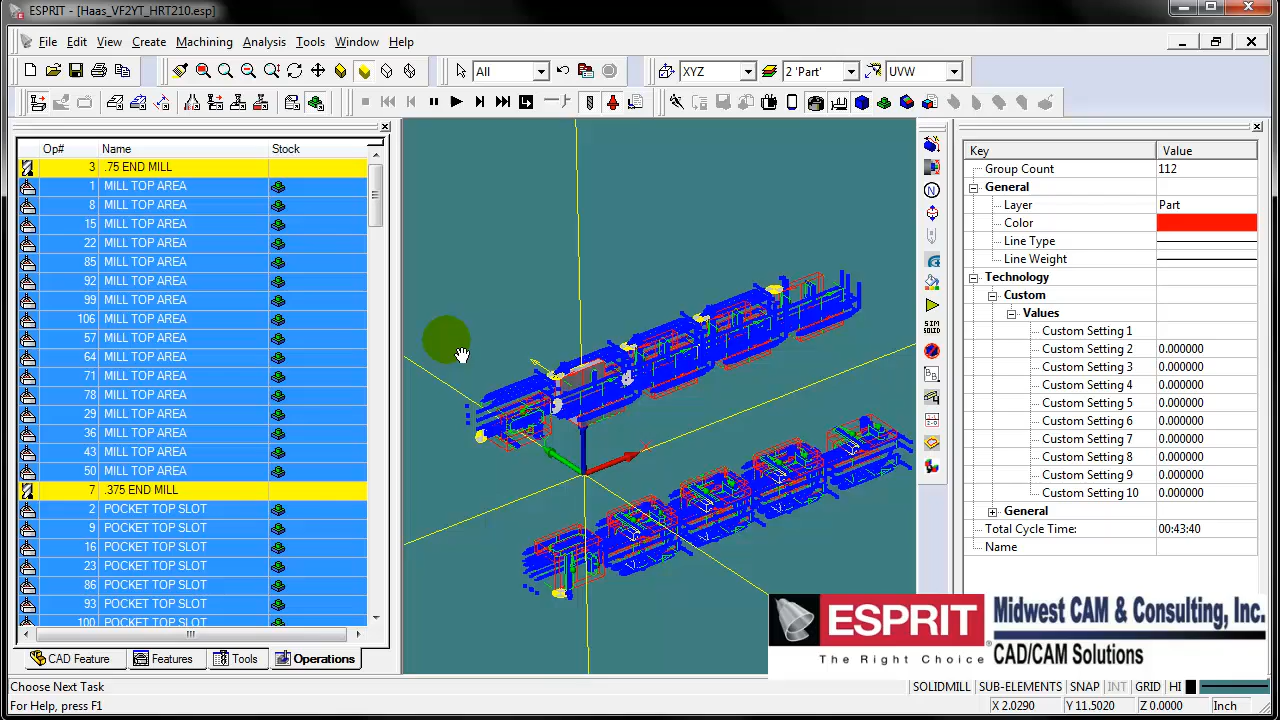 ESPRIT - [Haas_VF2YT_HRT210.esp]
File Edit View Create Machining Analysis Tools Window Help
All XYZ 2 'Part' UVW
Op# Name Stock
3 .75 END MILL
1 MILL TOP AREA
8 MILL TOP AREA
15 MILL TOP AREA
22 MILL TOP AREA
85 MILL TOP AREA
92 MILL TOP AREA
99 MILL TOP AREA
106 MILL TOP AREA
57 MILL TOP AREA
64 MILL TOP AREA
71 MILL TOP AREA
78 MILL TOP AREA
29 MILL TOP AREA
36 MILL TOP AREA
43 MILL TOP AREA
50 MILL TOP AREA
7 .375 END MILL
2 POCKET TOP SLOT
9 POCKET TOP SLOT
16 POCKET TOP SLOT
23 POCKET TOP SLOT
86 POCKET TOP SLOT
93 POCKET TOP SLOT
100 POCKET TOP SLOT
CAD Feature Features Tools Operations
X
N
SIM
SOLID
Key Value
Group Count 112
General
Layer Part
Color
Line Type
Line Weight
Technology
Custom
Values
Custom Setting 1
Custom Setting 2 0.000000
Custom Setting 3 0.000000
Custom Setting 4 0.000000
Custom Setting 5 0.000000
Custom Setting 6 0.000000
Custom Setting 7 0.000000
Custom Setting 8 0.000000
Custom Setting 9 0.000000
Custom Setting 10 0.000000
General
Total Cycle Time: 00:43:40
Name
ESPRIT®
The Right Choice
Midwest CAM & Consulting, Inc.
CAD/CAM Solutions
Choose Next Task SOLIDMILL SUB-ELEMENTS SNAP INT GRID HI
For Help, press F1 X 2.0290 Y 11.5020 Z 0.0000 Inch